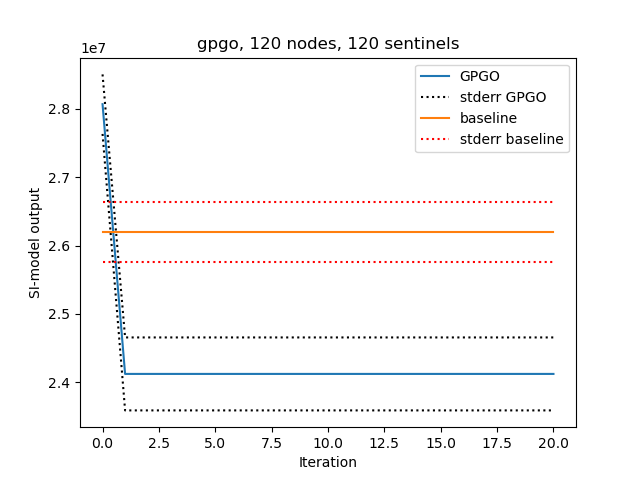 gpgo, 120 nodes, 120 sentinels
1e7
GPGO
stderr GPGO
baseline
stderr baseline
2.8
2.7
2.6
2.5
2.4
SI-model output
0.0 2.5 5.0 7.5 10.0 12.5 15.0 17.5 20.0
Iteration